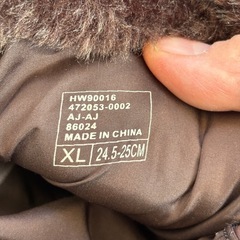 HW90016
472053-0002
AJ-AJ
86024
MADE IN CHINA
XL 24.5-25CM